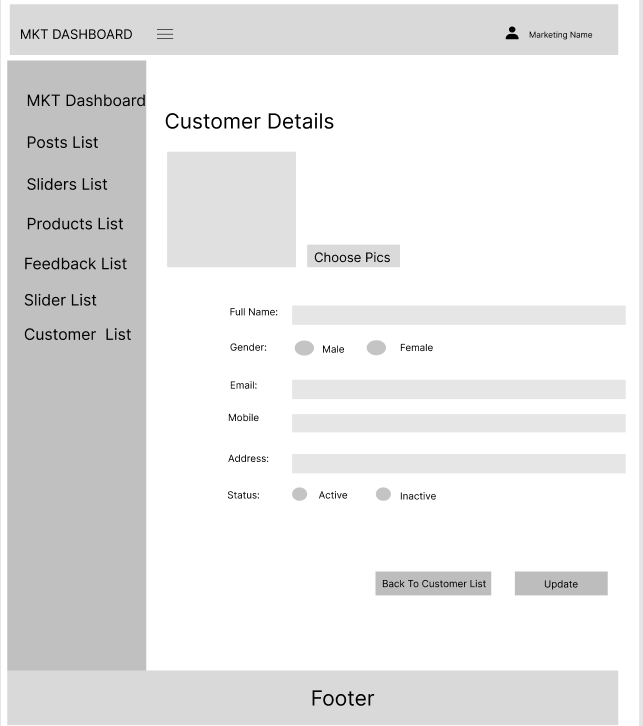 MKT DASHBOARD
Marketing Name
MKT Dashboard
Posts List
Sliders List
Products List
Feedback List
Slider List
Customer List
Customer Details
Choose Pics
Full Name:
Gender: Male Female
Email:
Mobile
Address:
Status: Active Inactive
Back To Customer List Update
Footer